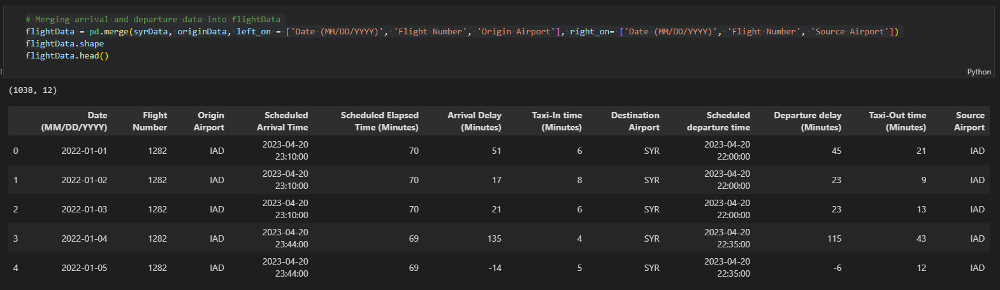 # Merging arrival and departure data into flightData
flightData = pd.merge(syrData, originData, left_on = ['Date (MM/DD/YYYY)', 'Flight Number', 'Origin Airport'], right_on= ['Date (MM/DD/YYYY)', 'Flight Number', 'Source Airport'])
flightData.shape
flightData.head()
]
Python
(1038, 12)
Date (MM/DD/YYYY) Flight Number Origin Airport Scheduled Arrival Time Scheduled Elapsed Time (Minutes) Arrival Delay (Minutes) Taxi-In time (Minutes) Destination Airport Scheduled departure time Departure delay (Minutes) Taxi-Out time (Minutes) Source Airport
0 2022-01-01 1282 IAD 2023-04-20 23:10:00 70 51 6 SYR 2023-04-20 22:00:00 45 21 IAD
1 2022-01-02 1282 IAD 2023-04-20 23:10:00 70 17 8 SYR 2023-04-20 22:00:00 23 9 IAD
2 2022-01-03 1282 IAD 2023-04-20 23:10:00 70 21 6 SYR 2023-04-20 22:00:00 23 13 IAD
3 2022-01-04 1282 IAD 2023-04-20 23:44:00 69 135 4 SYR 2023-04-20 22:35:00 115 43 IAD
4 2022-01-05 1282 IAD 2023-04-20 23:44:00 69 -14 5 SYR 2023-04-20 22:35:00 -6 12 IAD